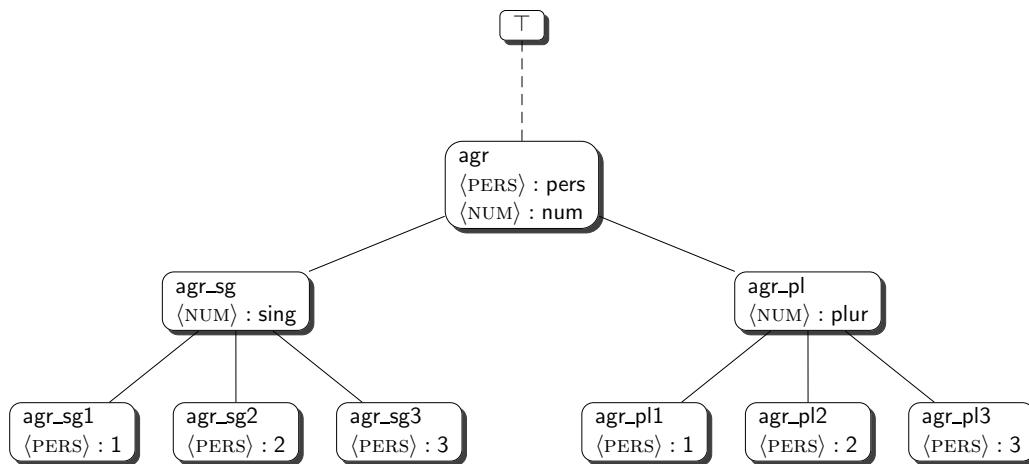 ⊤
agr
⟨PERS⟩ : pers
⟨NUM⟩ : num
agr_sg
⟨NUM⟩ : sing
agr_pl
⟨NUM⟩ : plur
agr_sg1
⟨PERS⟩ : 1
agr_sg2
⟨PERS⟩ : 2
agr_sg3
⟨PERS⟩ : 3
agr_pl1
⟨PERS⟩ : 1
agr_pl2
⟨PERS⟩ : 2
agr_pl3
⟨PERS⟩ : 3